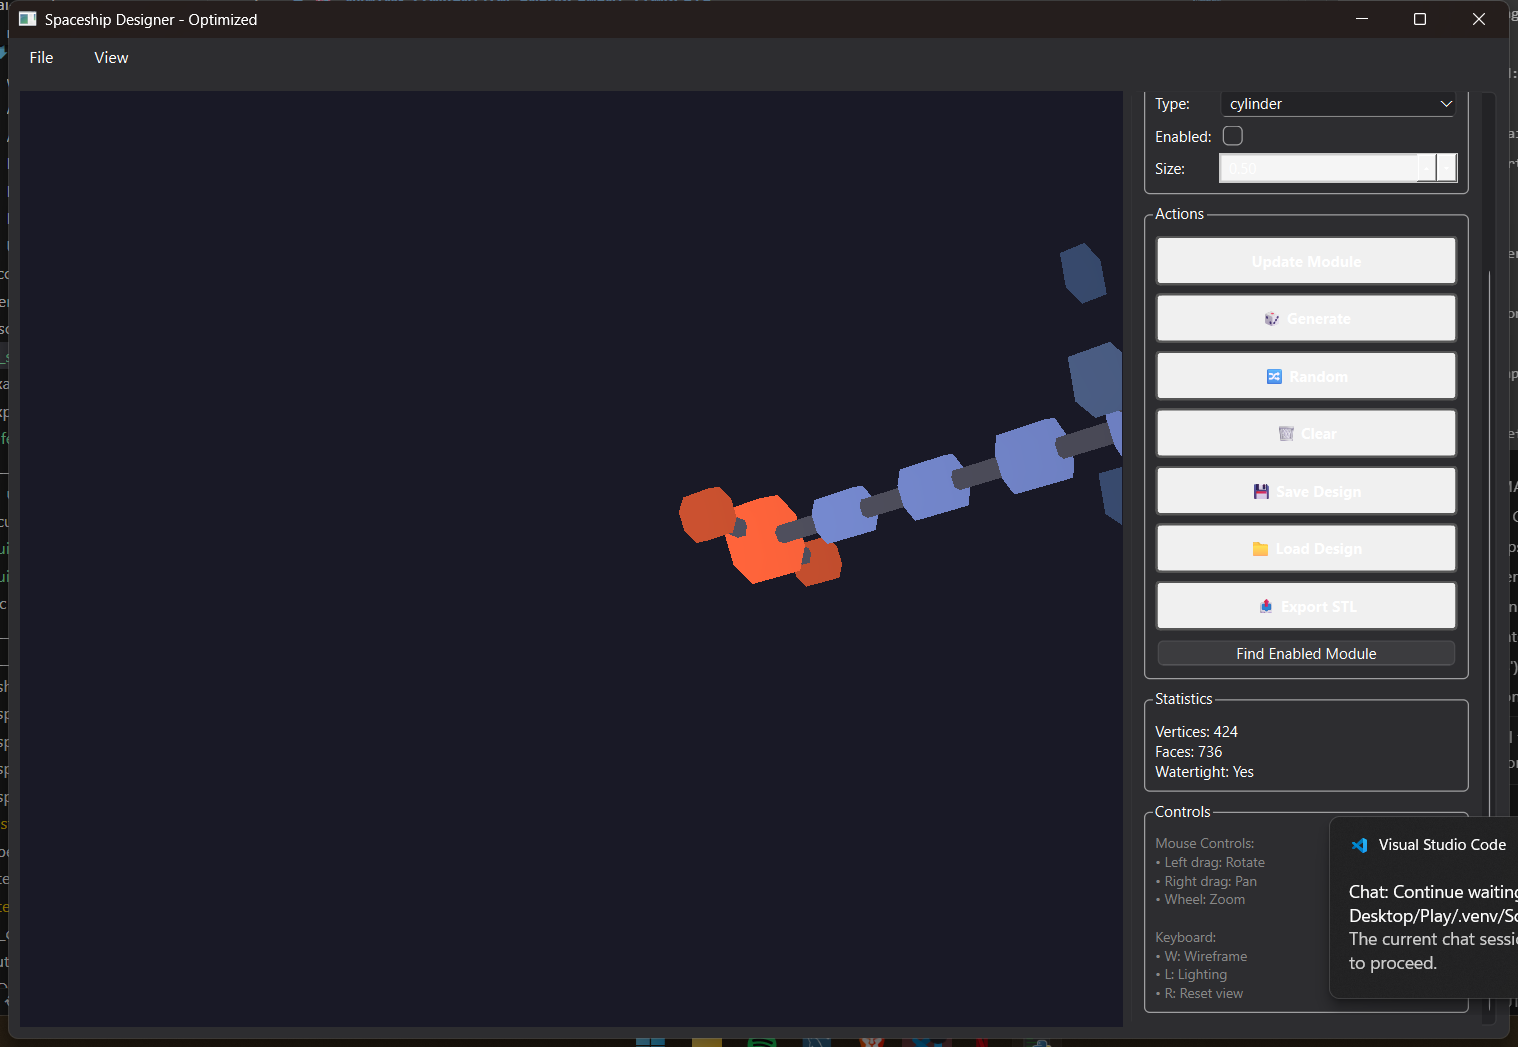 Spaceship Designer - Optimized
File
View
Type:
cylinder
Enabled:
Size:
0.50
Actions
Update Module
Generate
Random
Clear
Save Design
Load Design
Export STL
Find Enabled Module
Statistics
Vertices: 424
Faces: 736
Watertight: Yes
Controls
Mouse Controls:
• Left drag: Rotate
• Right drag: Pan
• Wheel: Zoom
Keyboard:
• W: Wireframe
• L: Lighting
• R: Reset view
Visual Studio Code
Chat: Continue waiting
Desktop/Play/.venv/Sc
The current chat sessi
to proceed.